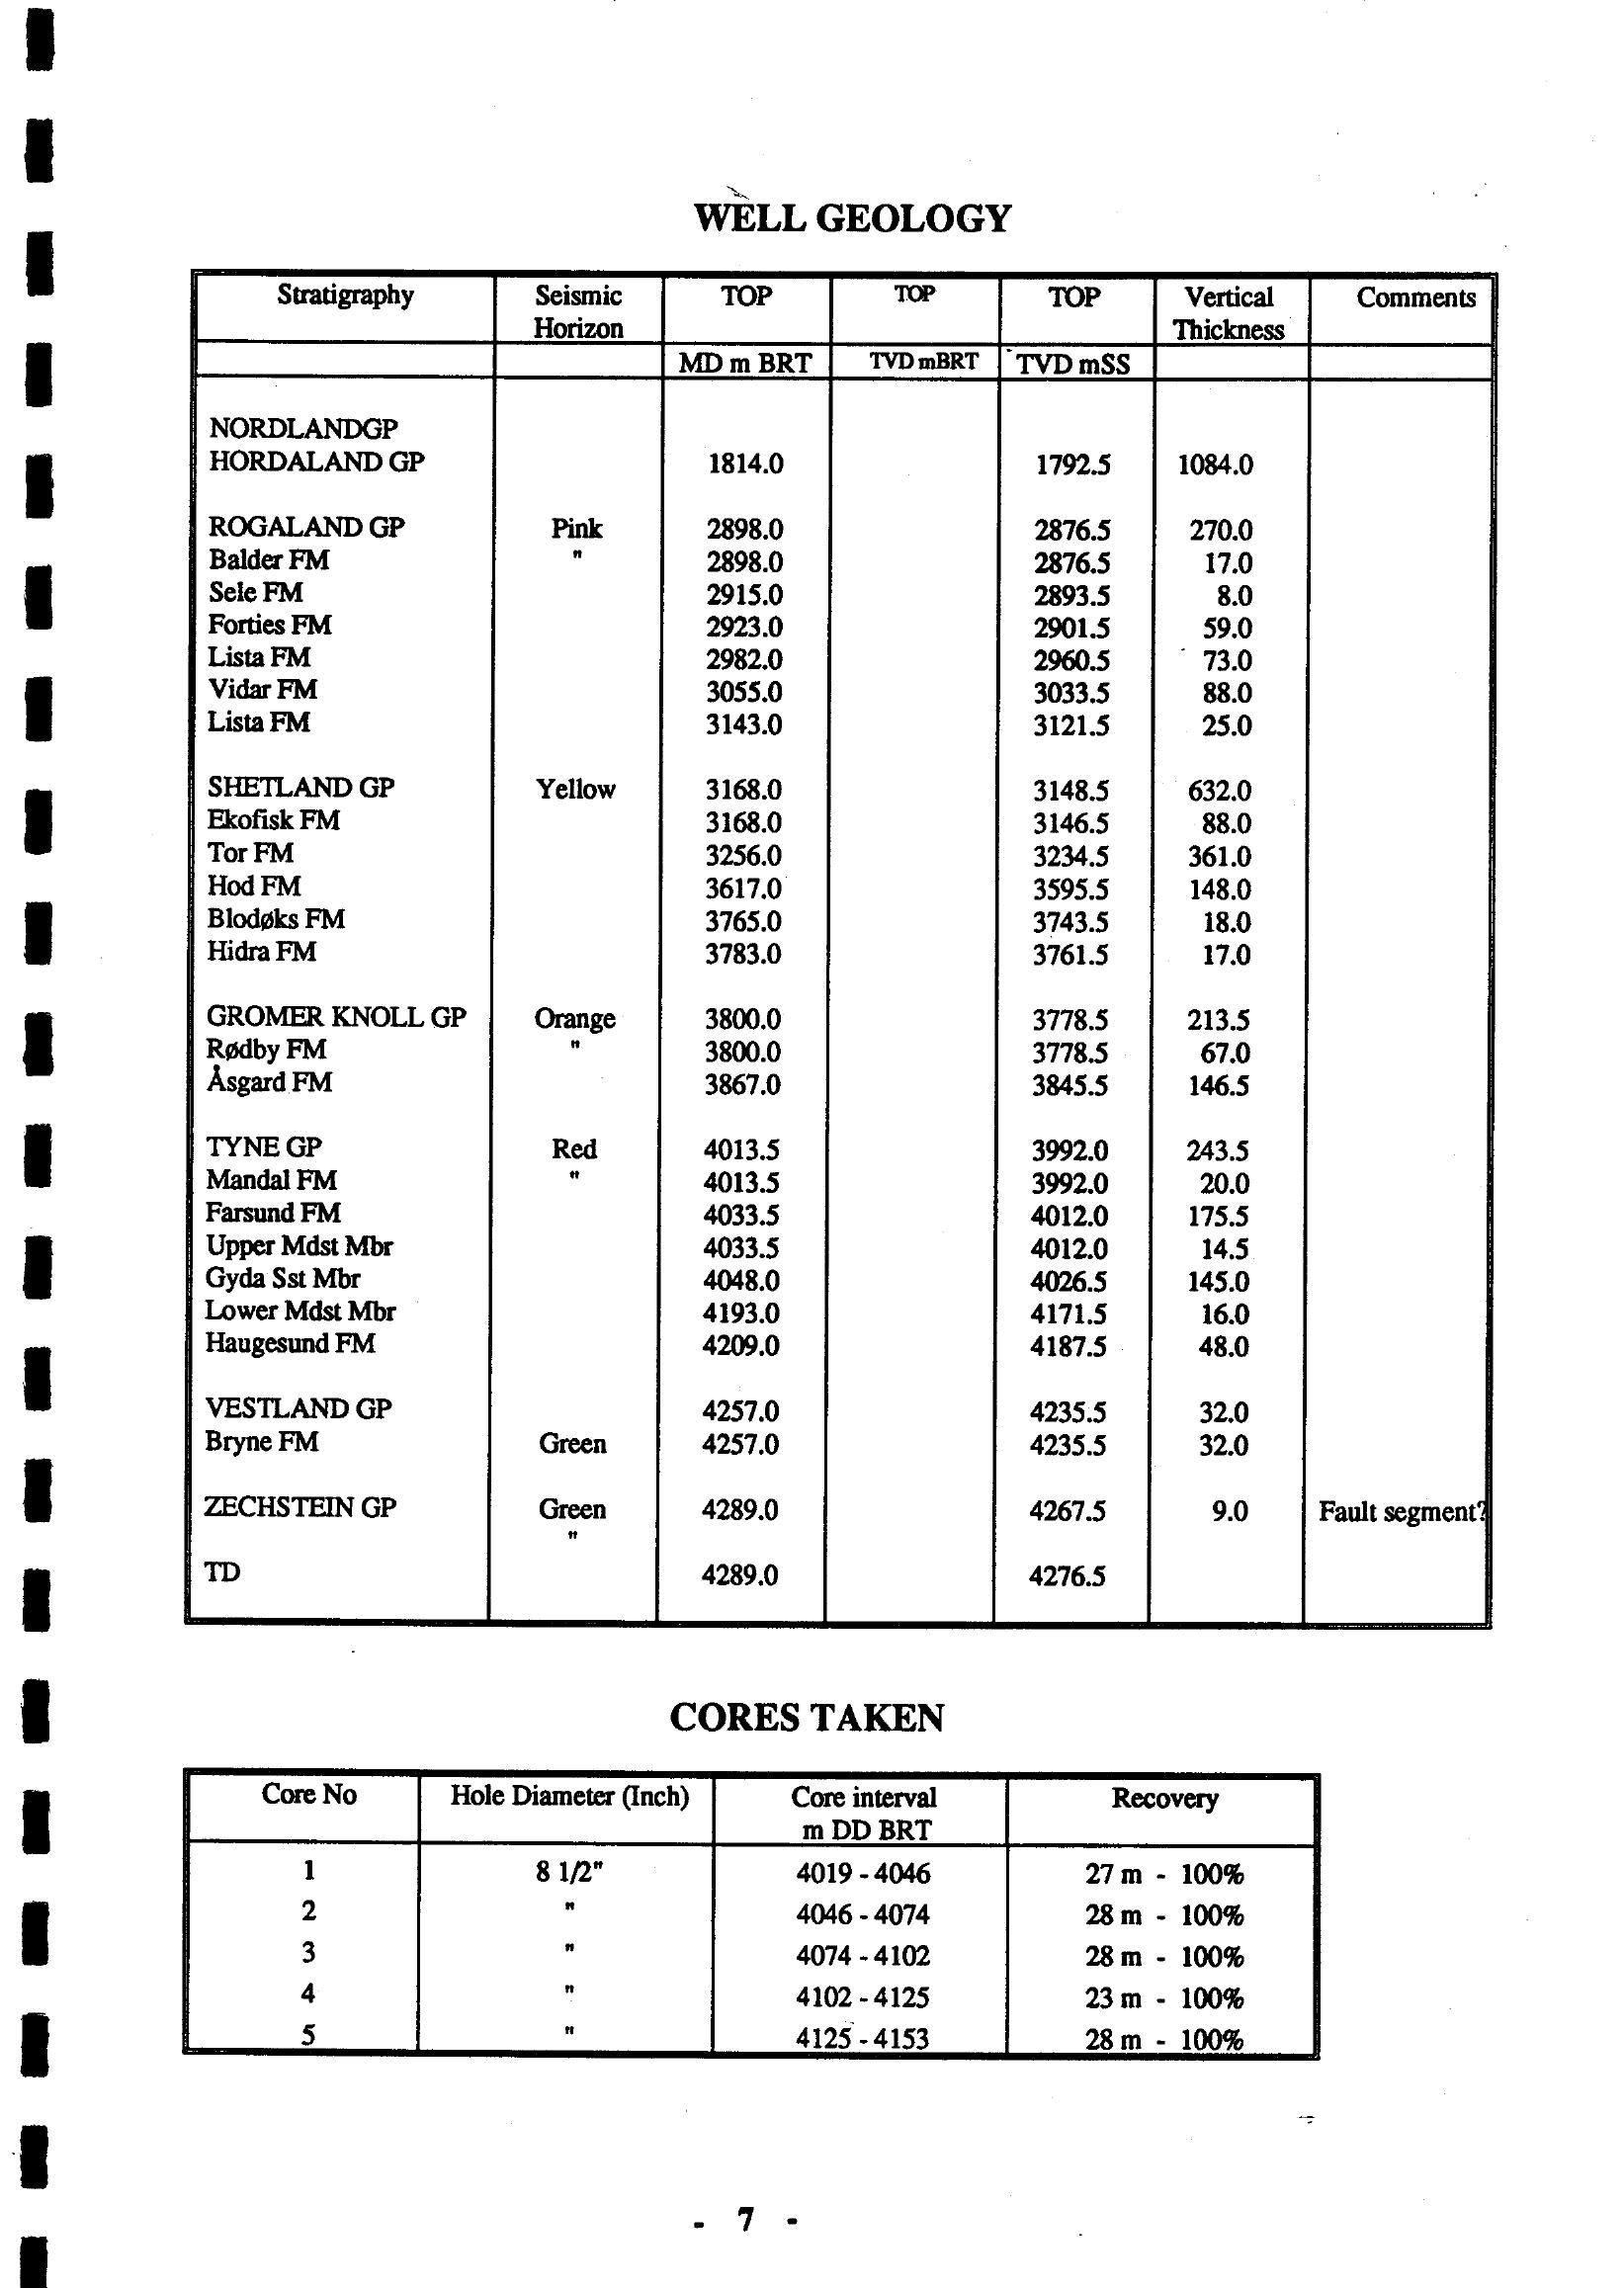 WELL GEOLOGY
Stratigraphy Seismic Horizon TOP TOP TOP Vertical Thickness Comments
MD m BRT TVD mBRT TVD mSS
NORDLANDGP
HORDALAND GP 1814.0 1792.5 1084.0
ROGALAND GP Pink 2898.0 2876.5 270.0
Balder FM " 2898.0 2876.5 17.0
Sele FM 2915.0 2893.5 8.0
Forties FM 2923.0 2901.5 59.0
Lista FM 2982.0 2960.5 73.0
Vidar FM 3055.0 3033.5 88.0
Lista FM 3143.0 3121.5 25.0
SHETLAND GP Yellow 3168.0 3148.5 632.0
Ekofisk FM 3168.0 3146.5 88.0
Tor FM 3256.0 3234.5 361.0
Hod FM 3617.0 3595.5 148.0
Blodøks FM 3765.0 3743.5 18.0
Hidra FM 3783.0 3761.5 17.0
GROMER KNOLL GP Orange 3800.0 3778.5 213.5
Rødby FM " 3800.0 3778.5 67.0
Åsgard FM 3867.0 3845.5 146.5
TYNE GP Red 4013.5 3992.0 243.5
Mandal FM " 4013.5 3992.0 20.0
Farsund FM 4033.5 4012.0 175.5
Upper Mdst Mbr 4033.5 4012.0 14.5
Gyda Sst Mbr 4048.0 4026.5 145.0
Lower Mdst Mbr 4193.0 4171.5 16.0
Haugesund FM 4209.0 4187.5 48.0
VESTLAND GP 4257.0 4235.5 32.0
Bryne FM Green 4257.0 4235.5 32.0
ZECHSTEIN GP Green 4289.0 4267.5 9.0 Fault segment?
"
TD 4289.0 4276.5
CORES TAKEN
Core No Hole Diameter (Inch) Core interval m DD BRT Recovery
1 8 1/2" 4019 - 4046 27 m - 100%
2 " 4046 - 4074 28 m - 100%
3 " 4074 - 4102 28 m - 100%
4 " 4102 - 4125 23 m - 100%
5 " 4125 - 4153 28 m - 100%
- 7 -